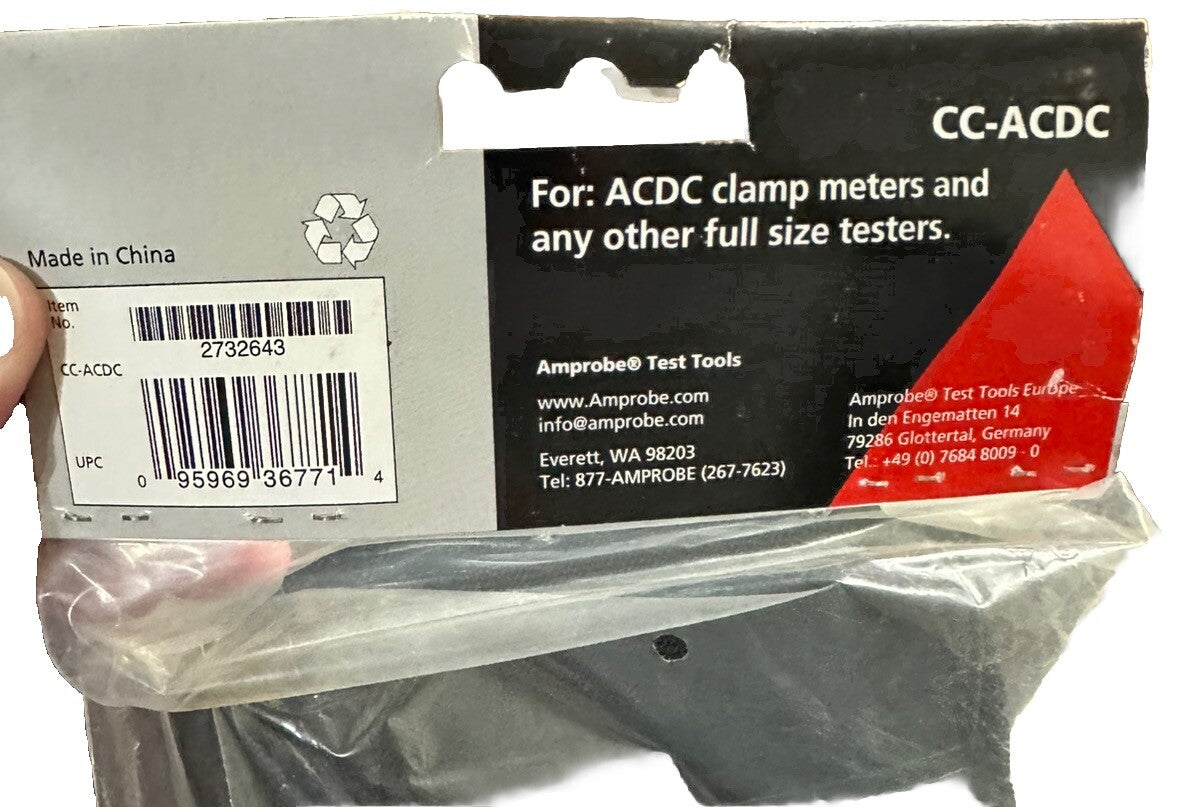 CC-ACDC
For: ACDC clamp meters and
any other full size testers.
Made in China
Item
No.
2732643
CC-ACDC
UPC
0 95969 36771 4
Amprobe® Test Tools
www.Amprobe.com
info@amprobe.com
Everett, WA 98203
Tel: 877-AMPROBE (267-7623)
Amprobe® Test Tools Europe
In den Engematten 14
79286 Glottertal, Germany
Tel.: +49 (0) 7684 8009 - 0